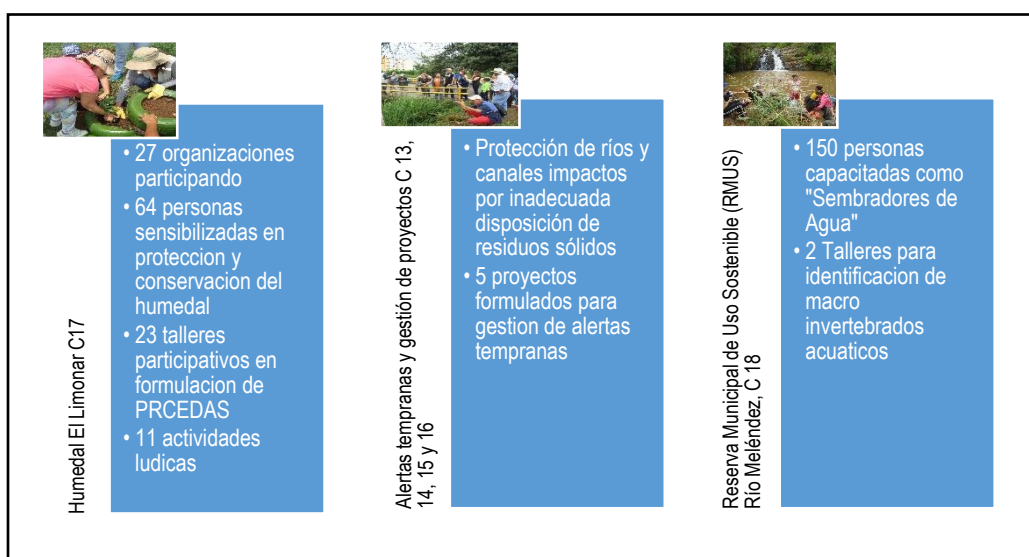 Humedal El Limonar C17
• 27 organizaciones
participando
• 64 personas
sensibilizadas en
proteccion y
conservacion del
humedal
• 23 talleres
participativos en
formulacion de
PRCEDAS
• 11 actividades
ludicas
Alertas tempranas y gestión de proyectos C 13,
14, 15 y 16
• Protección de ríos y
canales impactos
por inadecuada
disposición de
residuos sólidos
• 5 proyectos
formulados para
gestion de alertas
tempranas
Reserva Municipal de Uso Sostenible (RMUS)
Río Meléndez, C 18
• 150 personas
capacitadas como
"Sembradores de
Agua"
• 2 Talleres para
identificacion de
macro
invertebrados
acuaticos